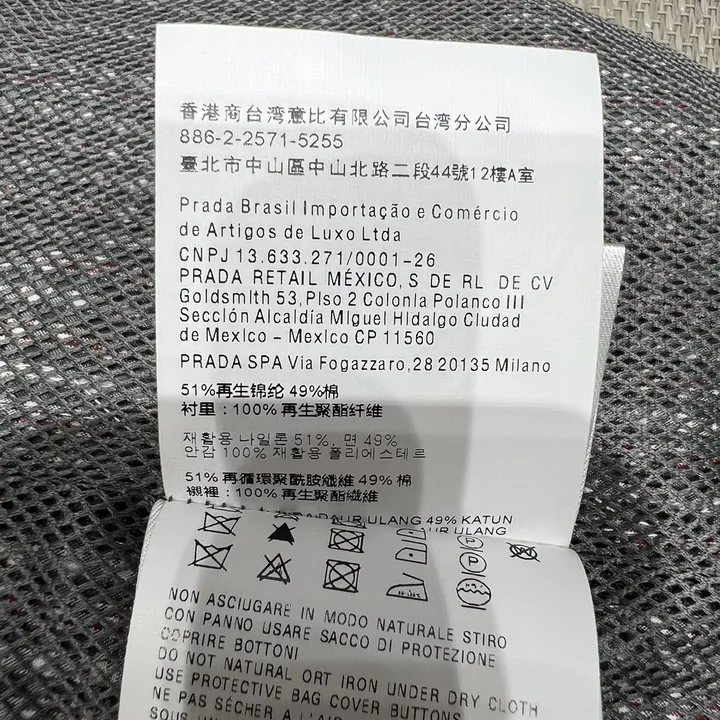 香港商台湾意比有限公司台湾分公司
886-2-2571-5255
臺北市中山區中山北路二段44號12樓A室
Prada Brasil Importação e Comércio
de Artigos de Luxo Ltda
CNPJ 13.633.271/0001-26
PRADA RETAIL MÉXICO, S DE RL DE CV
Goldsmith 53, Piso 2 Colonia Polanco III
Sección Alcaldía Miguel Hidalgo Ciudad
de Mexico - Mexico CP 11560
PRADA SPA Via Fogazzaro, 28 20135 Milano
51%再生锦纶 49%棉
衬里：100% 再生聚酯纤维
재활용 나일론 51%, 면 49%
안감 100% 재활용 폴리에스테르
51% 再循環聚酰胺纖維 49% 棉
襯裡：100% 再生聚酯纖維
ULANG 49% KATUN
ULANG
P
P
NON ASCIUGARE IN MODO NATURALE STIRO
CON PANNO USARE SACCO DI PROTEZIONE
COPRIRE BOTTONI
DO NOT NATURAL ORT IRON UNDER DRY CLOTH
USE PROTECTIVE BAG COVER BUTTONS
NE PAS SÉCHER À L'AIR
SOUS